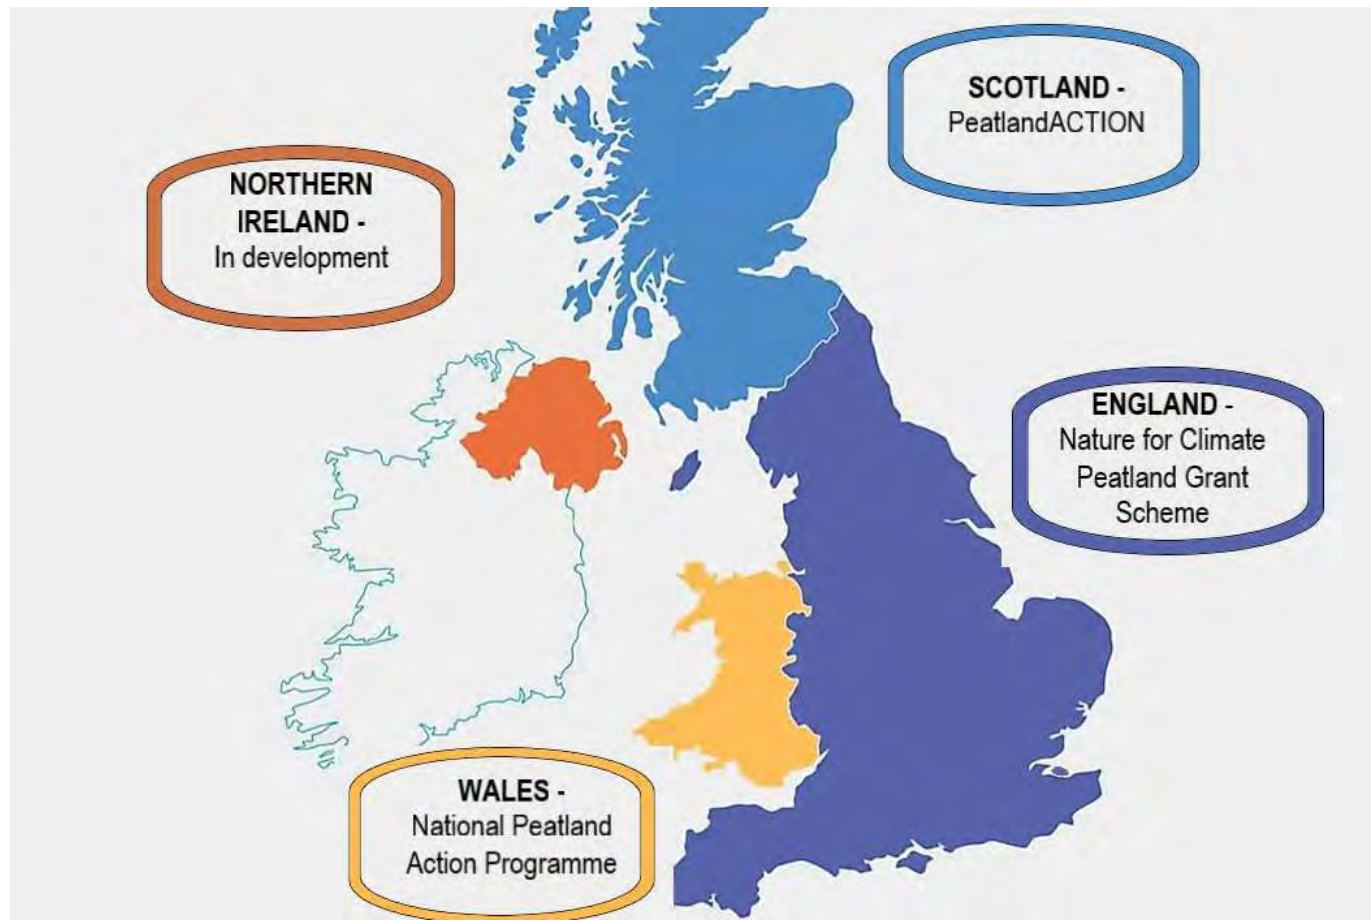 SCOTLAND -
PeatlandACTION
NORTHERN
IRELAND -
In development
ENGLAND -
Nature for Climate
Peatland Grant
Scheme
WALES -
National Peatland
Action Programme